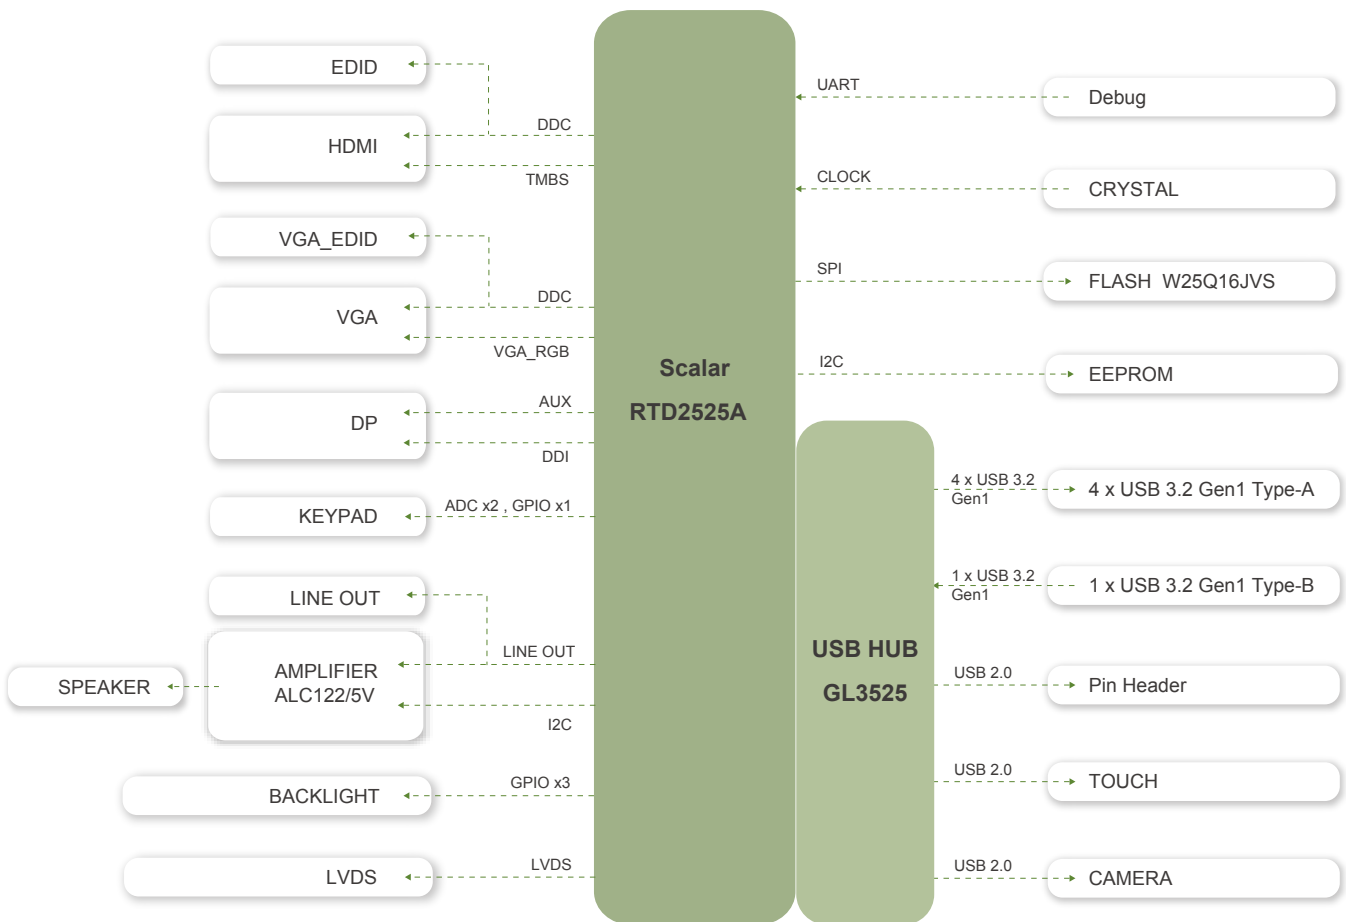 EDID
HDMI
DDC
TMBS
VGA_EDID
VGA
DDC
VGA_RGB
DP
AUX
DDI
KEYPAD
ADC x2 , GPIO x1
LINE OUT
LINE OUT
SPEAKER
AMPLIFIER
ALC122/5V
I2C
BACKLIGHT
GPIO x3
LVDS
LVDS
Scalar
RTD2525A
UART
Debug
CLOCK
CRYSTAL
SPI
FLASH W25Q16JVS
I2C
EEPROM
USB HUB
GL3525
4 x USB 3.2
Gen1
4 x USB 3.2 Gen1 Type-A
1 x USB 3.2
Gen1
1 x USB 3.2 Gen1 Type-B
USB 2.0
Pin Header
USB 2.0
TOUCH
USB 2.0
CAMERA